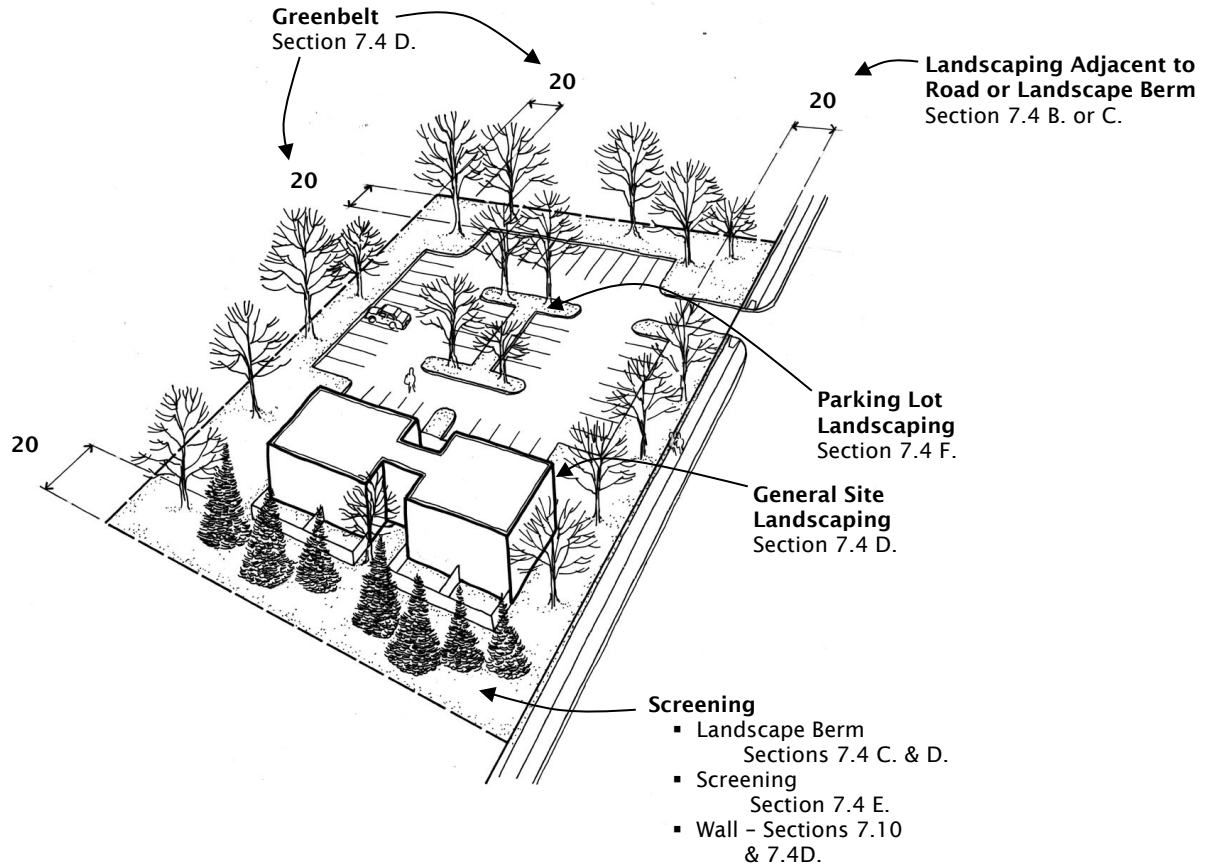 Greenbelt
Section 7.4 D.
20
20
Landscaping Adjacent to
Road or Landscape Berm
Section 7.4 B. or C.
20
Parking Lot
Landscaping
Section 7.4 F.
20
General Site
Landscaping
Section 7.4 D.
Screening
▪ Landscape Berm
Sections 7.4 C. & D.
▪ Screening
Section 7.4 E.
▪ Wall – Sections 7.10
& 7.4D.